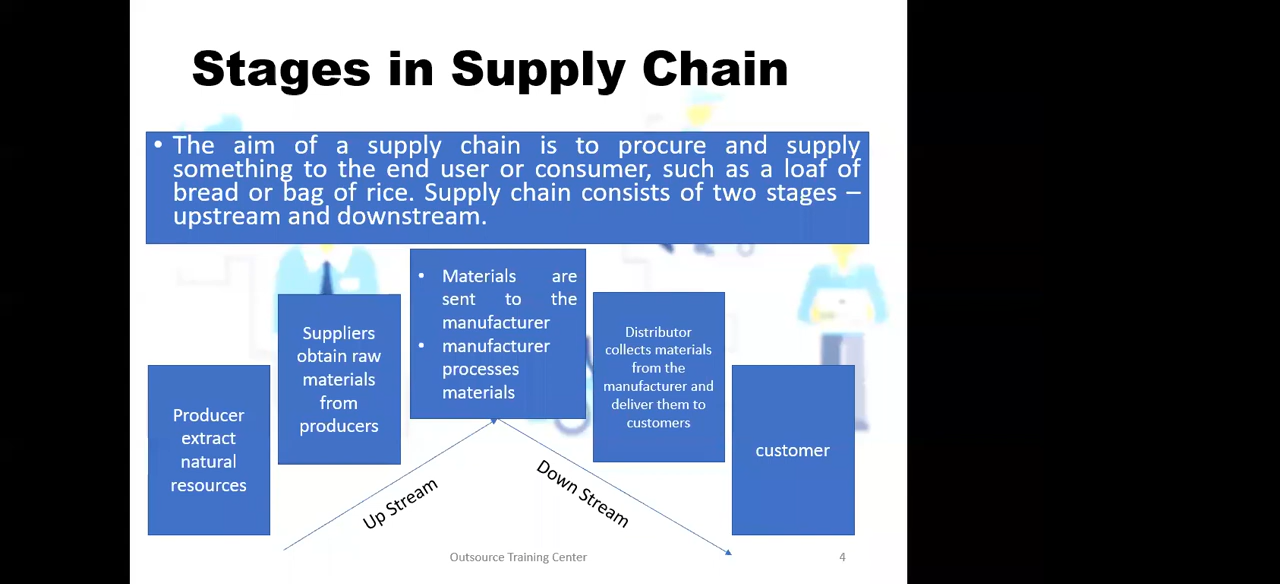 Stages in Supply Chain
• The aim of a supply chain is to procure and supply
something to the end user or consumer, such as a loaf of
bread or bag of rice. Supply chain consists of two stages –
upstream and downstream.
Producer
extract
natural
resources
Suppliers
obtain raw
materials
from
producers
• Materials are
sent to the
manufacturer
• manufacturer
processes
materials
Distributor
collects materials
from the
manufacturer and
deliver them to
customers
customer
Up Stream
Down Stream
Outsource Training Center
4